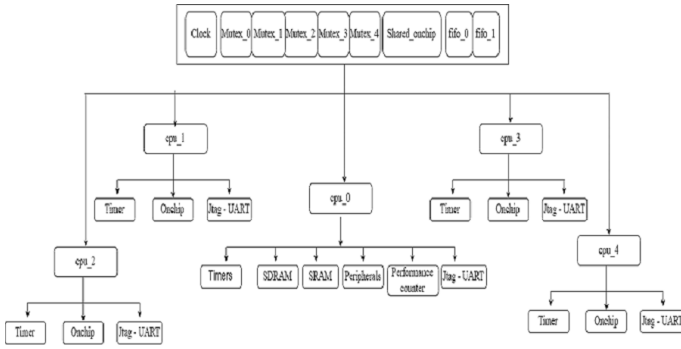 Clock Mutex_0 Mutex_1 Mutex_2 Mutex_3 Mutex_4 Shared_onchip fifo_0 fifo_1
cpu_1
cpu_3
Timer Onchip Jtag - UART
cpu_0
Timer Onchip Jtag - UART
cpu_2
cpu_4
Timers SDRAM SRAM Peripherals Performance counter Jtag - UART
Timer Onchip Jtag - UART
Timer Onchip Jtag - UART